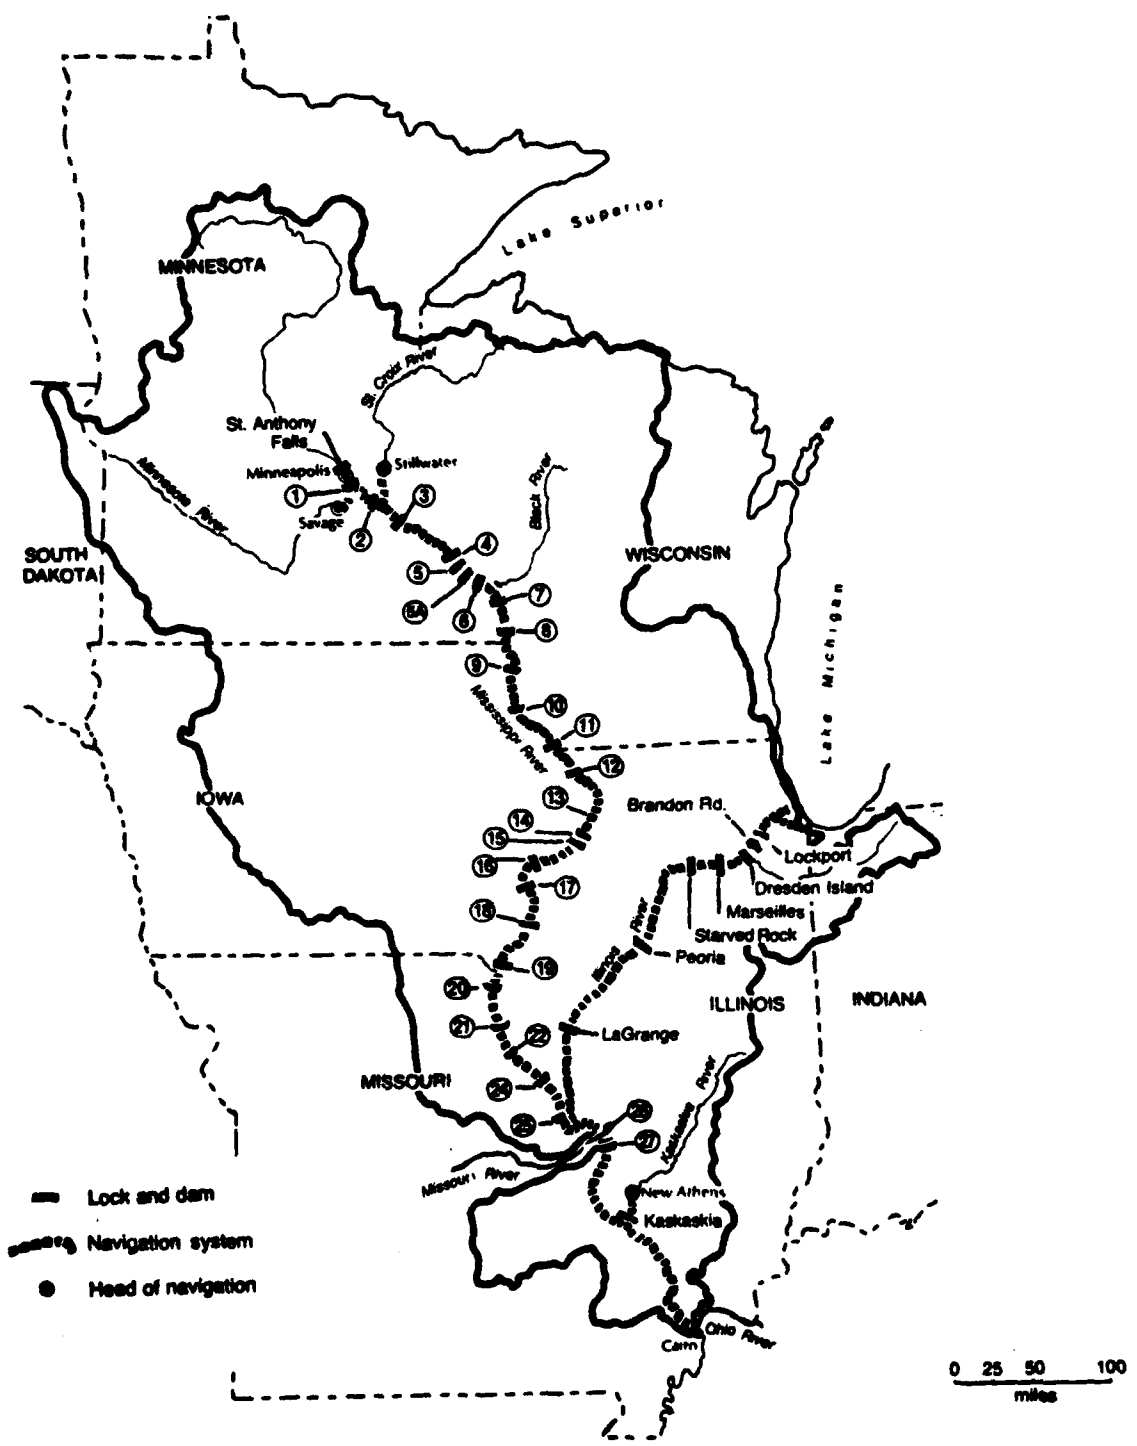 Lake Superior
MINNESOTA
St. Croix River
St. Anthony
Falls
Minneapolis
Stillwater
Minnesota River
Black River
1
3
Savage
2
4
SOUTH
DAKOTA
WISCONSIN
5
5A
6
7
8
Lake Michigan
9
Mississippi River
10
11
12
IOWA
13
Brandon Rd.
14
15
16
Lockport
17
Dresden Island
18
Marseilles
Starved Rock
Illinois River
Peoria
19
20
ILLINOIS
INDIANA
21
22
LaGrange
MISSOURI
24
25
26
27
Kaskaskia River
Missouri River
New Athens
Kaskaskia
Lock and dam
Navigation system
Head of navigation
Ohio River
Cairo
0 25 50 100
miles